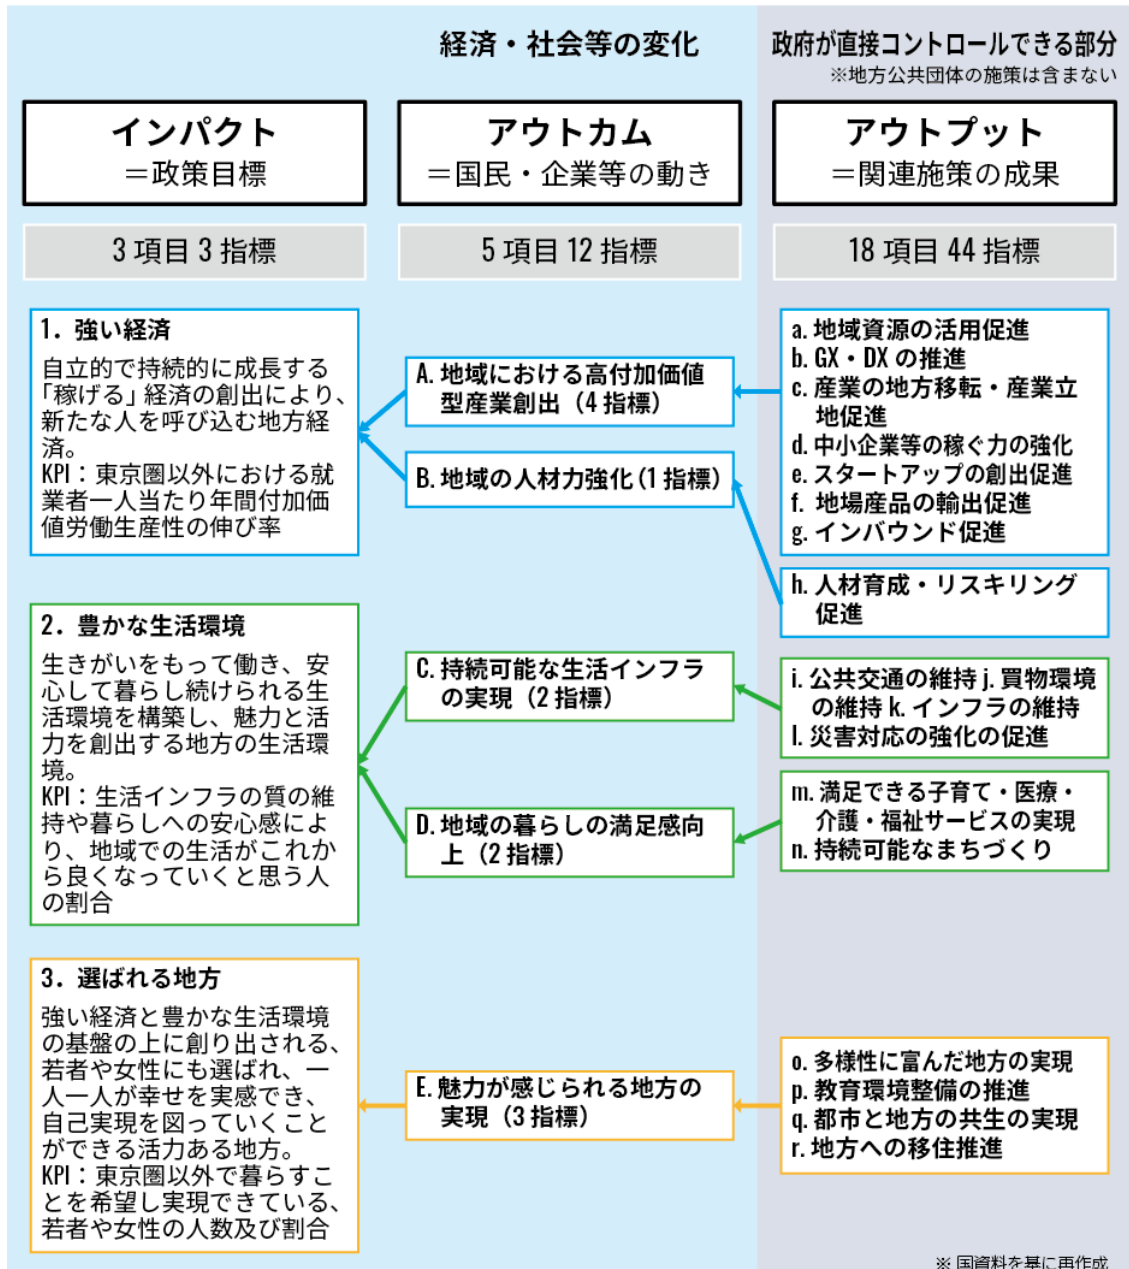 経済・社会等の変化
政府が直接コントロールできる部分
※地方公共団体の施策は含まない
インパクト
＝政策目標
アウトカム
＝国民・企業等の動き
アウトプット
＝関連施策の成果
3 項目 3 指標
5 項目 12 指標
18 項目 44 指標
1. 強い経済
自立的で持続的に成長する
「稼げる」経済の創出により、
新たな人を呼び込む地方経
済。
KPI：東京圏以外における就
業者一人当たり年間付加価
値労働生産性の伸び率
A. 地域における高付加価値
型産業創出（4 指標）
B. 地域の人材力強化（1 指標）
a. 地域資源の活用促進
b. GX・DX の推進
c. 産業の地方移転・産業立
地促進
d. 中小企業等の稼ぐ力の強化
e. スタートアップの創出促進
f. 地場産品の輸出促進
g. インバウンド促進
h. 人材育成・リスキリング
促進
2. 豊かな生活環境
生きがいをもって働き、安
心して暮らし続けられる生
活環境を構築し、魅力と活
力を創出する地方の生活環
境。
KPI：生活インフラの質の維
持や暮らしへの安心感によ
り、地域での生活がこれか
ら良くなっていくと思う人
の割合
C. 持続可能な生活インフラ
の実現（2 指標）
D. 地域の暮らしの満足感向
上（2 指標）
i. 公共交通の維持 j. 買物環境
の維持 k. インフラの維持
l. 災害対応の強化の促進
m. 満足できる子育て・医療・
介護・福祉サービスの実現
n. 持続可能なまちづくり
3. 選ばれる地方
強い経済と豊かな生活環境
の基盤の上に創り出される、
若者や女性にも選ばれ、一
人一人が幸せを実感でき、
自己実現を図っていくこと
ができる活力ある地方。
KPI：東京圏以外で暮らすこ
とを希望し実現できている、
若者や女性の人数及び割合
E. 魅力が感じられる地方の
実現（3 指標）
o. 多様性に富んだ地方の実現
p. 教育環境整備の推進
q. 都市と地方の共生の実現
r. 地方への移住推進
※ 国資料を基に再作成